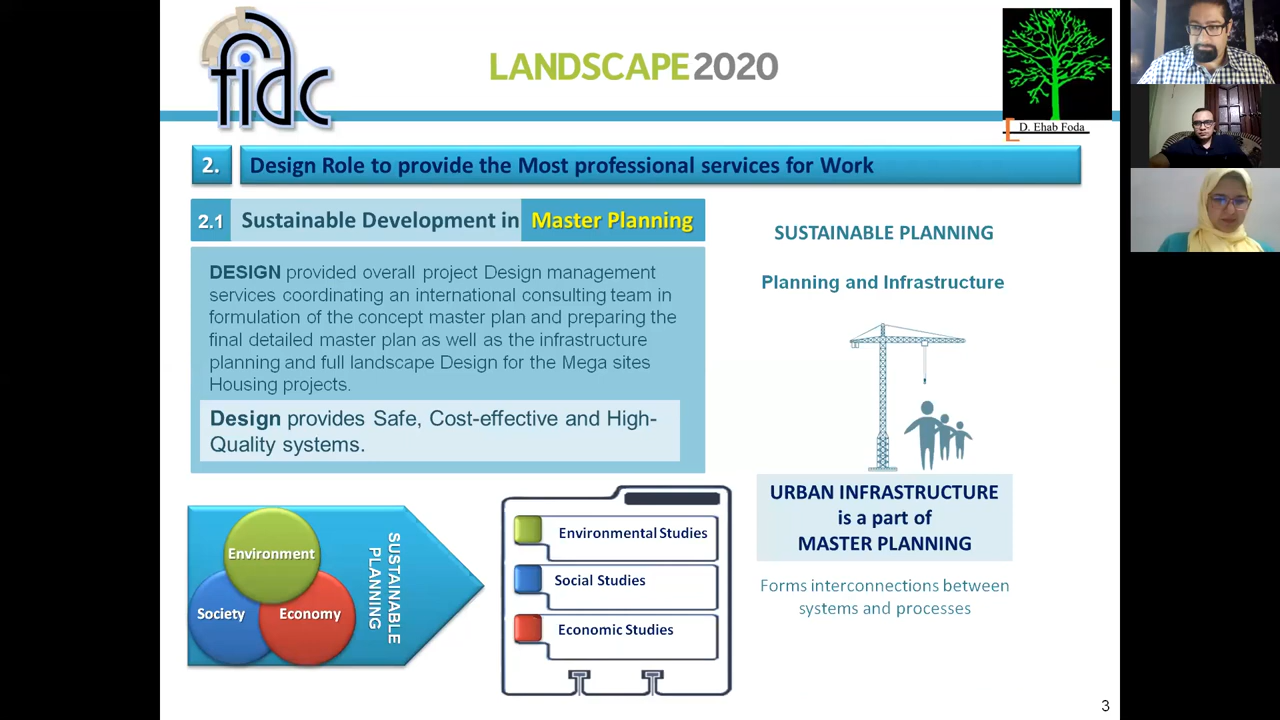 fidc
LANDSCAPE2020
D. Ehab Foda
2.
Design Role to provide the Most professional services for Work
2.1 Sustainable Development in Master Planning
DESIGN provided overall project Design management
services coordinating an international consulting team in
formulation of the concept master plan and preparing the
final detailed master plan as well as the infrastructure
planning and full landscape Design for the Mega sites
Housing projects.
Design provides Safe, Cost-effective and High-
Quality systems.
SUSTAINABLE PLANNING
Planning and Infrastructure
URBAN INFRASTRUCTURE
is a part of
MASTER PLANNING
Forms interconnections between
systems and processes
Environment
Society
Economy
SUSTAINABLE
PLANNING
Environmental Studies
Social Studies
Economic Studies
3